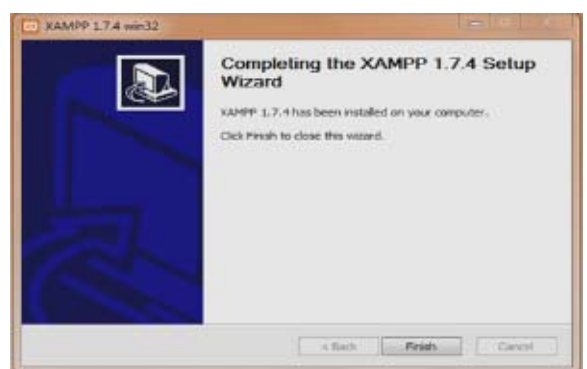 XAMPP 1.7.4 win32
Completing the XAMPP 1.7.4 Setup
Wizard
XAMPP 1.7.4 has been installed on your computer.
Click Finish to close this wizard.
< Back
Finish
Cancel